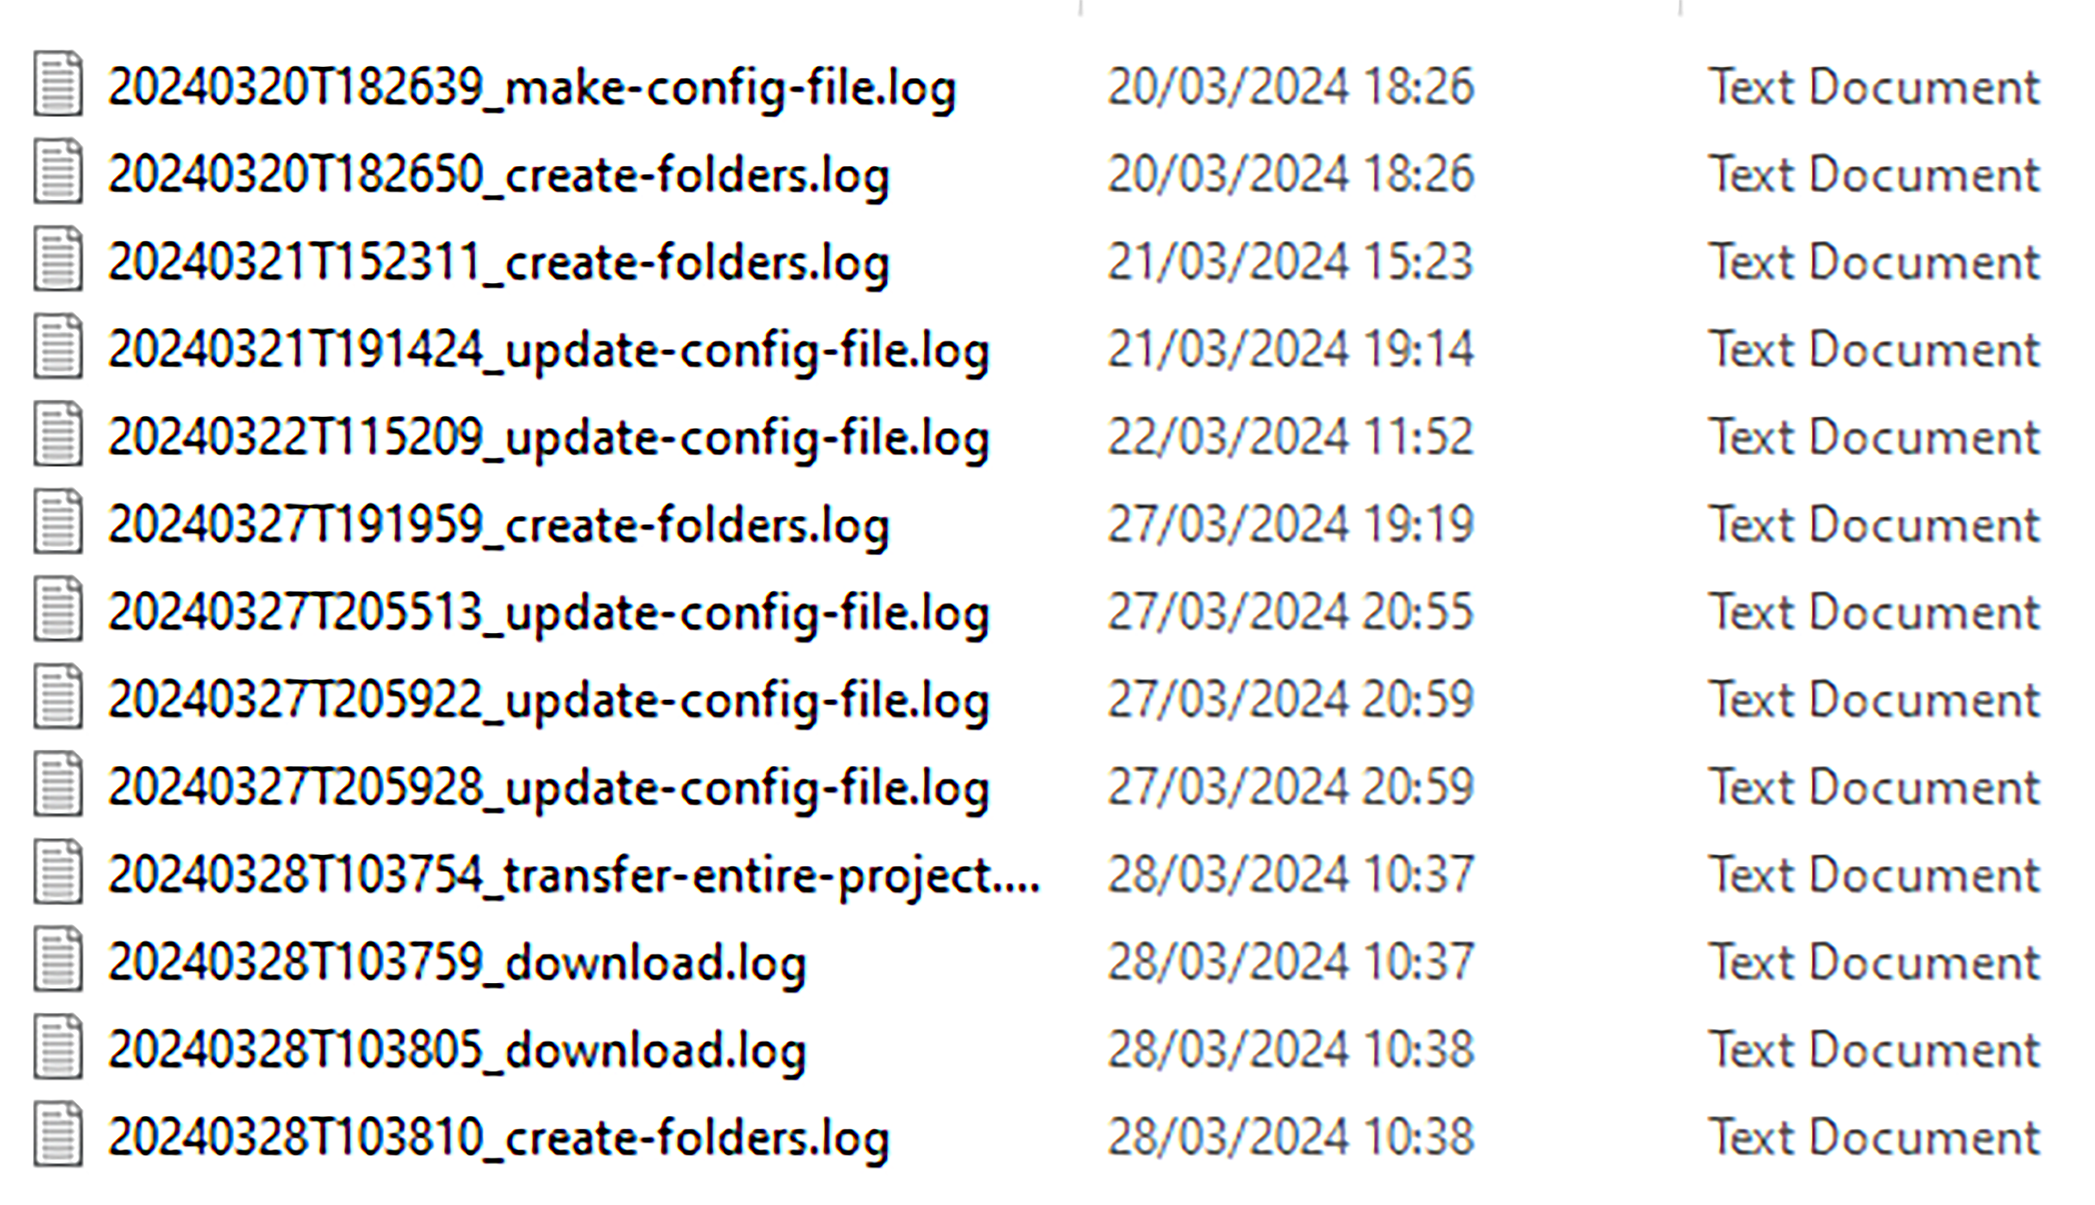 20240320T182639_make-config-file.log 20/03/2024 18:26 Text Document
20240320T182650_create-folders.log 20/03/2024 18:26 Text Document
20240321T152311_create-folders.log 21/03/2024 15:23 Text Document
20240321T191424_update-config-file.log 21/03/2024 19:14 Text Document
20240322T115209_update-config-file.log 22/03/2024 11:52 Text Document
20240327T191959_create-folders.log 27/03/2024 19:19 Text Document
20240327T205513_update-config-file.log 27/03/2024 20:55 Text Document
20240327T205922_update-config-file.log 27/03/2024 20:59 Text Document
20240327T205928_update-config-file.log 27/03/2024 20:59 Text Document
20240328T103754_transfer-entire-project.... 28/03/2024 10:37 Text Document
20240328T103759_download.log 28/03/2024 10:37 Text Document
20240328T103805_download.log 28/03/2024 10:38 Text Document
20240328T103810_create-folders.log 28/03/2024 10:38 Text Document